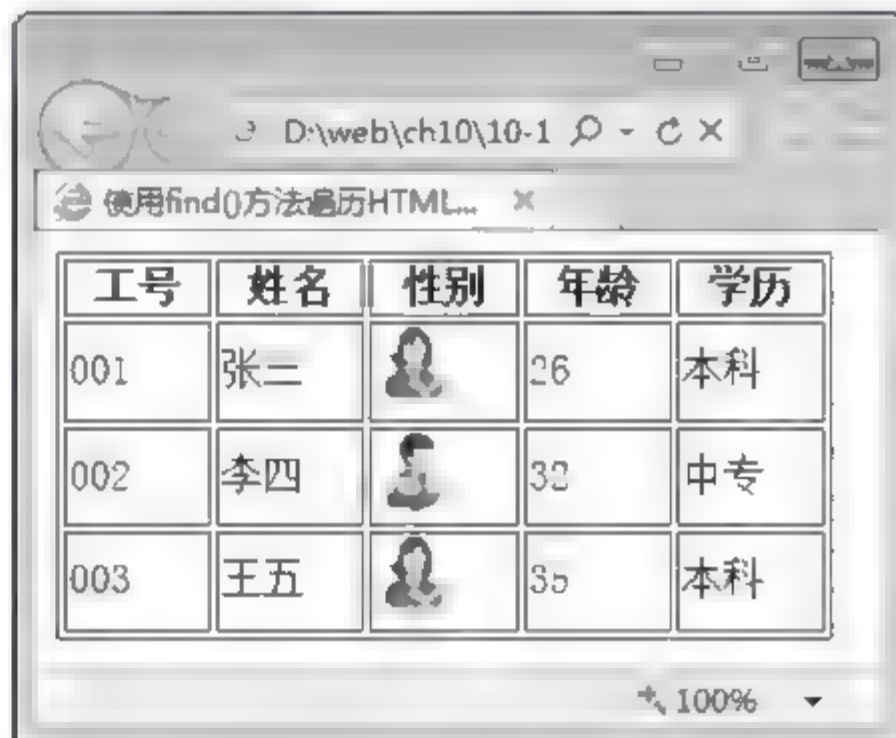 D:\web\ch10\10-1
使用find()方法遍历HTML...
工号 姓名 性别 年龄 学历
001 张三 26 本科
002 李四 32 中专
003 王五 35 本科
100%